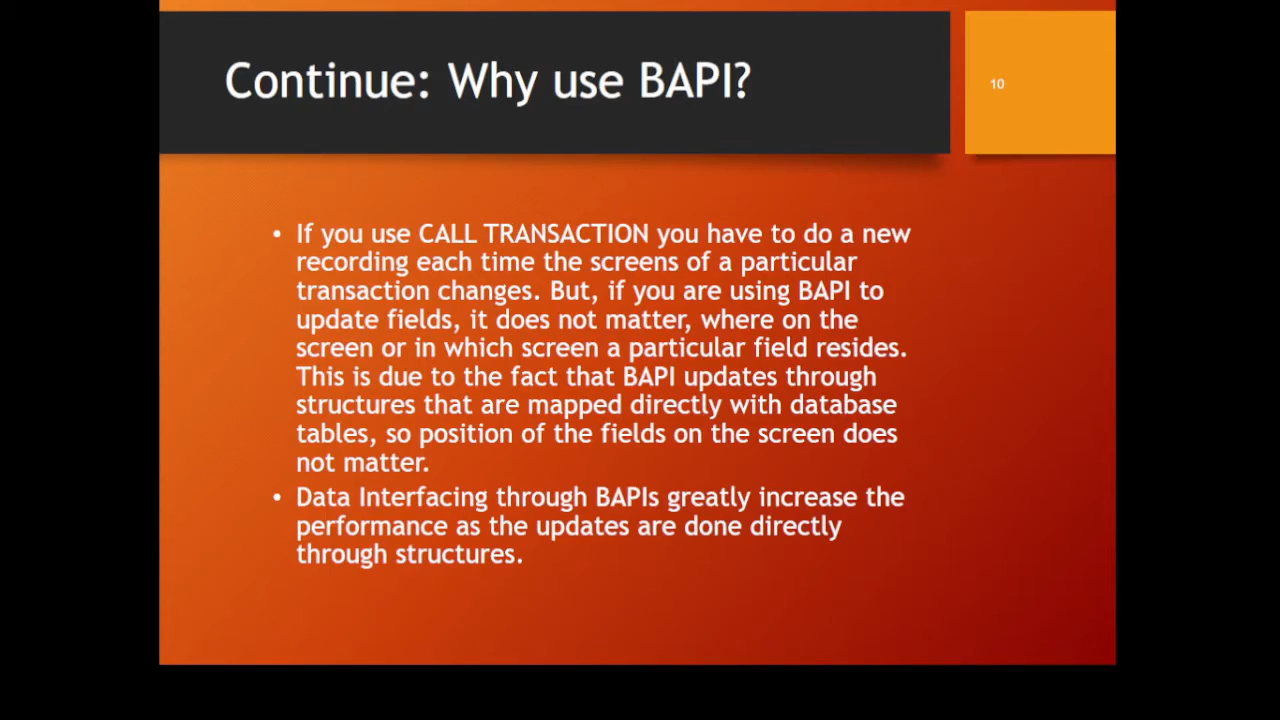 Continue: Why use BAPI?
10
• If you use CALL TRANSACTION you have to do a new
recording each time the screens of a particular
transaction changes. But, if you are using BAPI to
update fields, it does not matter, where on the
screen or in which screen a particular field resides.
This is due to the fact that BAPI updates through
structures that are mapped directly with database
tables, so position of the fields on the screen does
not matter.
• Data Interfacing through BAPIs greatly increase the
performance as the updates are done directly
through structures.